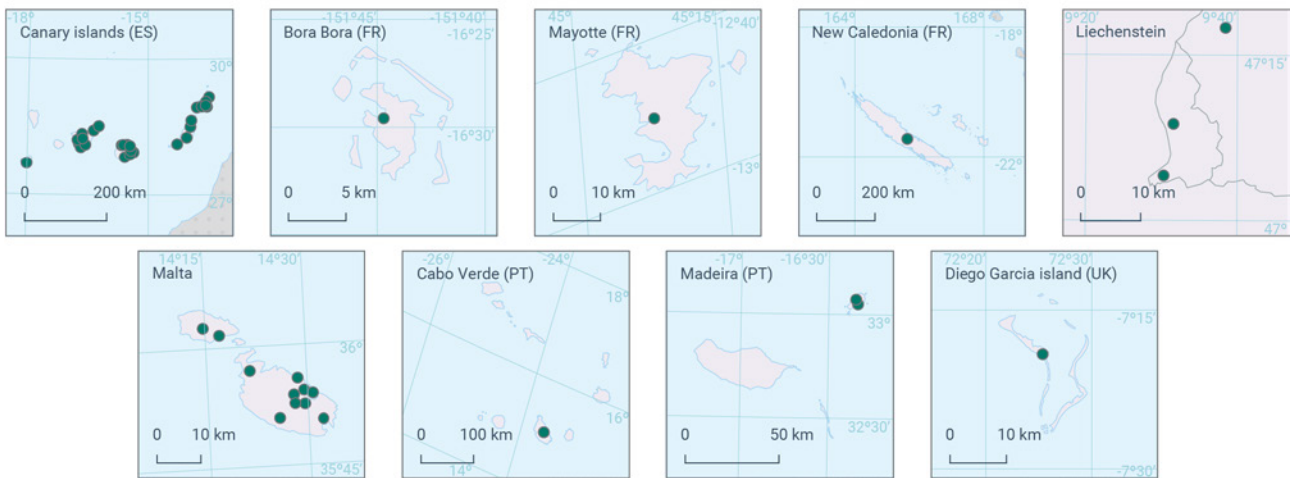 -18° -15°
Canary islands (ES)
30°
27°
0 200 km
-151°45' -151°40'
Bora Bora (FR)
-16°25'
-16°30'
0 5 km
45° 45°15' -12°40'
Mayotte (FR)
-13°
0 10 km
164° 168°
New Caledonia (FR)
-18°
-22°
0 200 km
9°20' 9°40'
Liechenstein
47°15'
47°
0 10 km
14°15' 14°30'
Malta
36°
35°45'
0 10 km
-26° -24°
Cabo Verde (PT)
18°
16°
14°
0 100 km
-17° -16°30'
Madeira (PT)
33°
32°30'
0 50 km
72°20' 72°30'
Diego Garcia island (UK)
-7°15'
-7°30'
0 10 km